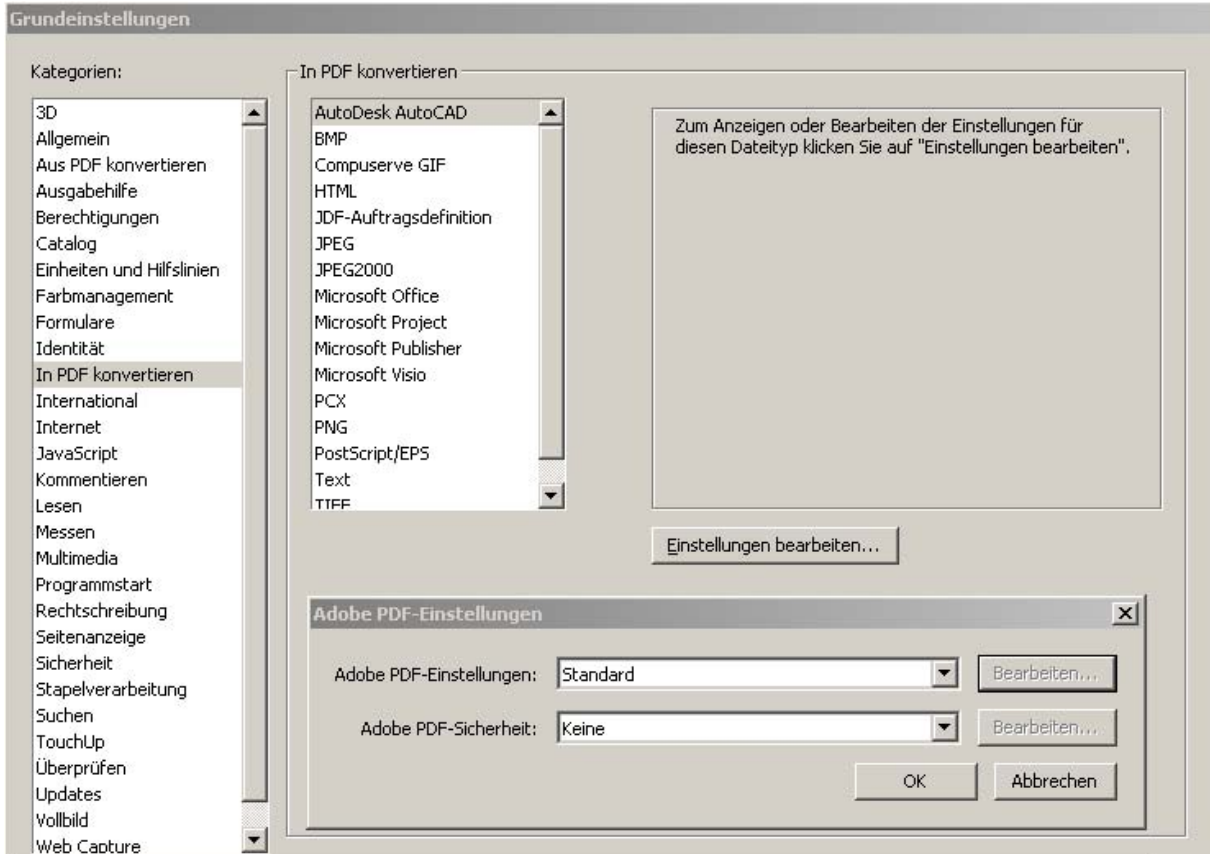 Grundeinstellungen
Kategorien:
3D
Allgemein
Aus PDF konvertieren
Ausgabehilfe
Berechtigungen
Catalog
Einheiten und Hilfslinien
Farbmanagement
Formulare
Identität
In PDF konvertieren
International
Internet
JavaScript
Kommentieren
Lesen
Messen
Multimedia
Programmstart
Rechtschreibung
Seitenanzeige
Sicherheit
Stapelverarbeitung
Suchen
TouchUp
Überprüfen
Updates
Vollbild
Web Capture
In PDF konvertieren
AutoDesk AutoCAD
BMP
Compuserve GIF
HTML
JDF-Auftragsdefinition
JPEG
JPEG2000
Microsoft Office
Microsoft Project
Microsoft Publisher
Microsoft Visio
PCX
PNG
PostScript/EPS
Text
TIFF
Zum Anzeigen oder Bearbeiten der Einstellungen für
diesen Dateityp klicken Sie auf "Einstellungen bearbeiten".
Einstellungen bearbeiten...
Adobe PDF-Einstellungen
Adobe PDF-Einstellungen: Standard Bearbeiten...
Adobe PDF-Sicherheit: Keine Bearbeiten...
OK Abbrechen